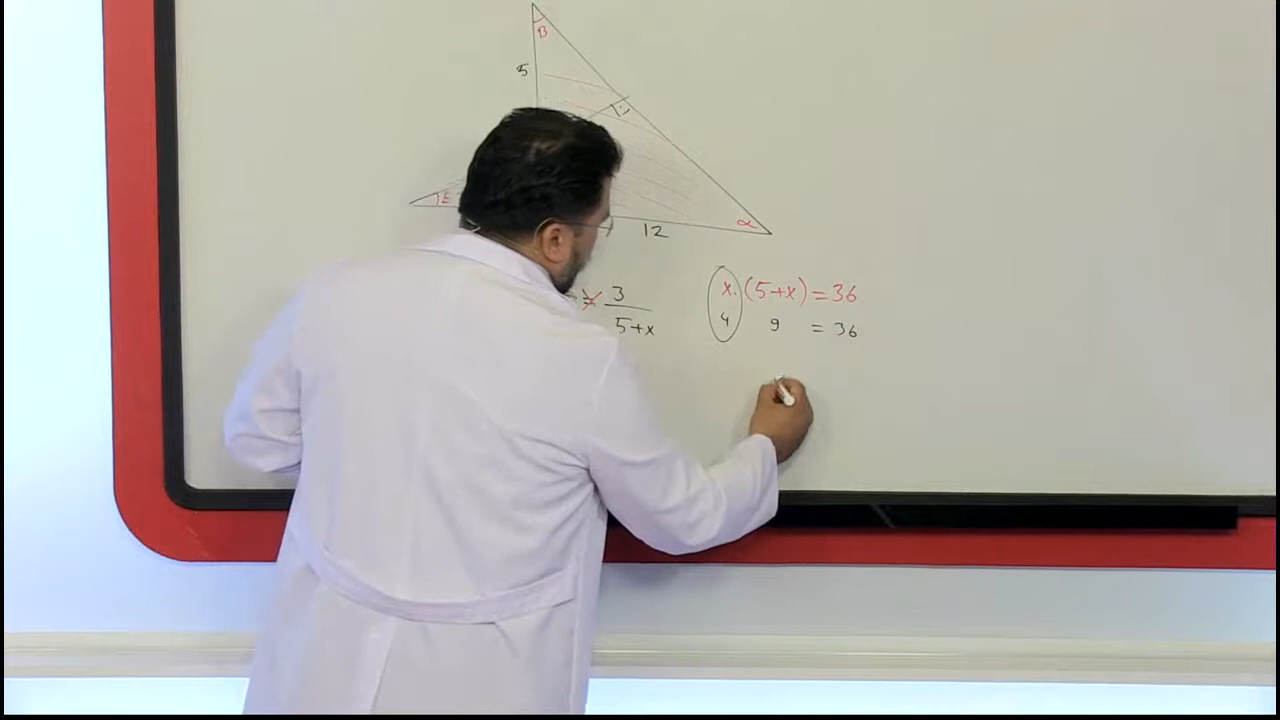 B
5
E
α
12
= 3
5+x
x.(5+x)=36
4 9 = 36